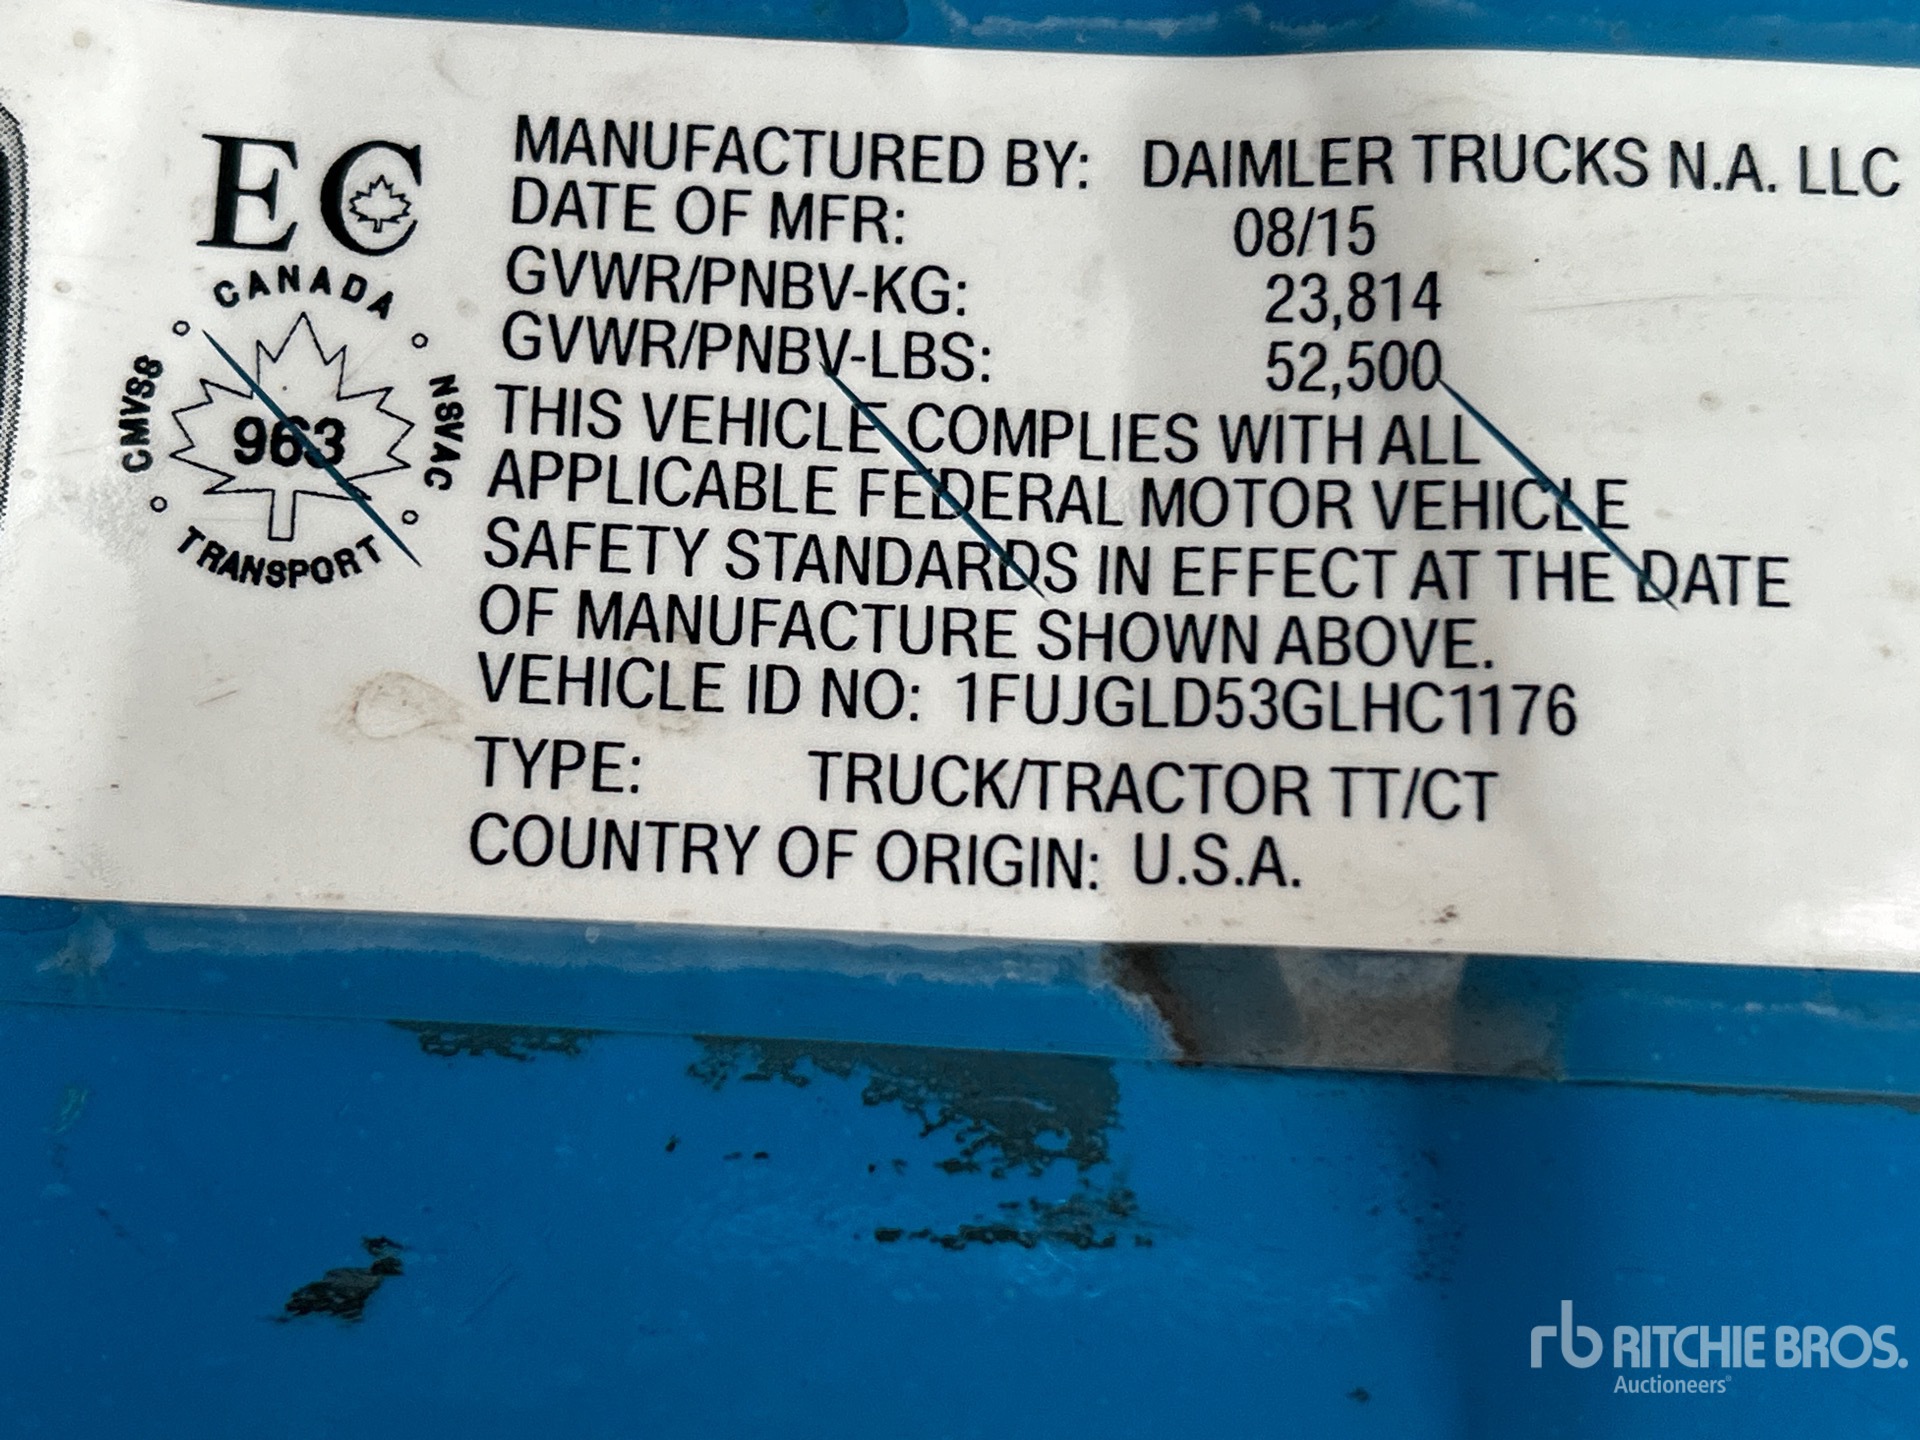 EC
CANADA
CMVSS
NSVAC
963
TRANSPORT
MANUFACTURED BY: DAIMLER TRUCKS N.A. LLC
DATE OF MFR: 08/15
GVWR/PNBV-KG: 23,814
GVWR/PNBV-LBS: 52,500
THIS VEHICLE COMPLIES WITH ALL
APPLICABLE FEDERAL MOTOR VEHICLE
SAFETY STANDARDS IN EFFECT AT THE DATE
OF MANUFACTURE SHOWN ABOVE.
VEHICLE ID NO: 1FUJGLD53GLHC1176
TYPE: TRUCK/TRACTOR TT/CT
COUNTRY OF ORIGIN: U.S.A.
rb RITCHIE BROS.
Auctioneers